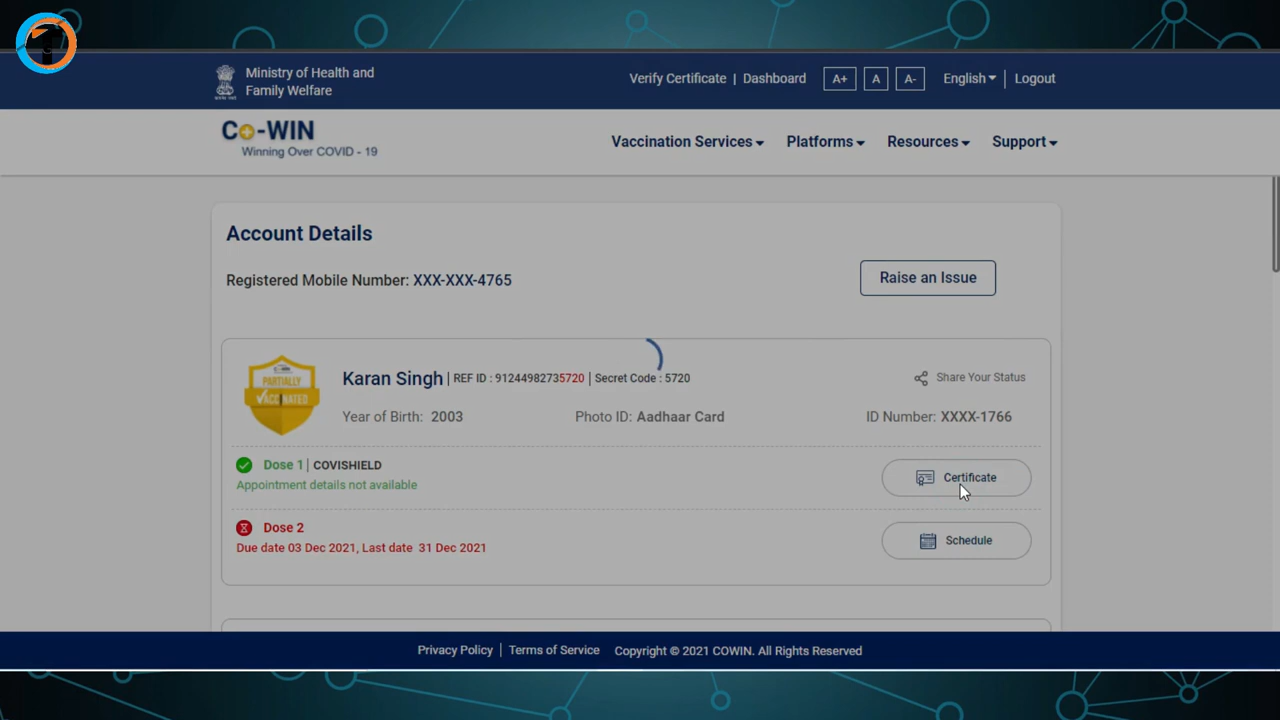 Ministry of Health and
Family Welfare
Verify Certificate | Dashboard A+ A A- English Logout
Co-WIN
Winning Over COVID - 19
Vaccination Services Platforms Resources Support
Account Details
Registered Mobile Number: XXX-XXX-4765
Raise an Issue
PARTIALLY
VACCINATED
Karan Singh | REF ID : 91244982735720 | Secret Code : 5720
Share Your Status
Year of Birth: 2003 Photo ID: Aadhaar Card ID Number: XXXX-1766
Dose 1 | COVISHIELD
Appointment details not available
Certificate
Dose 2
Due date 03 Dec 2021, Last date 31 Dec 2021
Schedule
Privacy Policy | Terms of Service Copyright © 2021 COWIN. All Rights Reserved